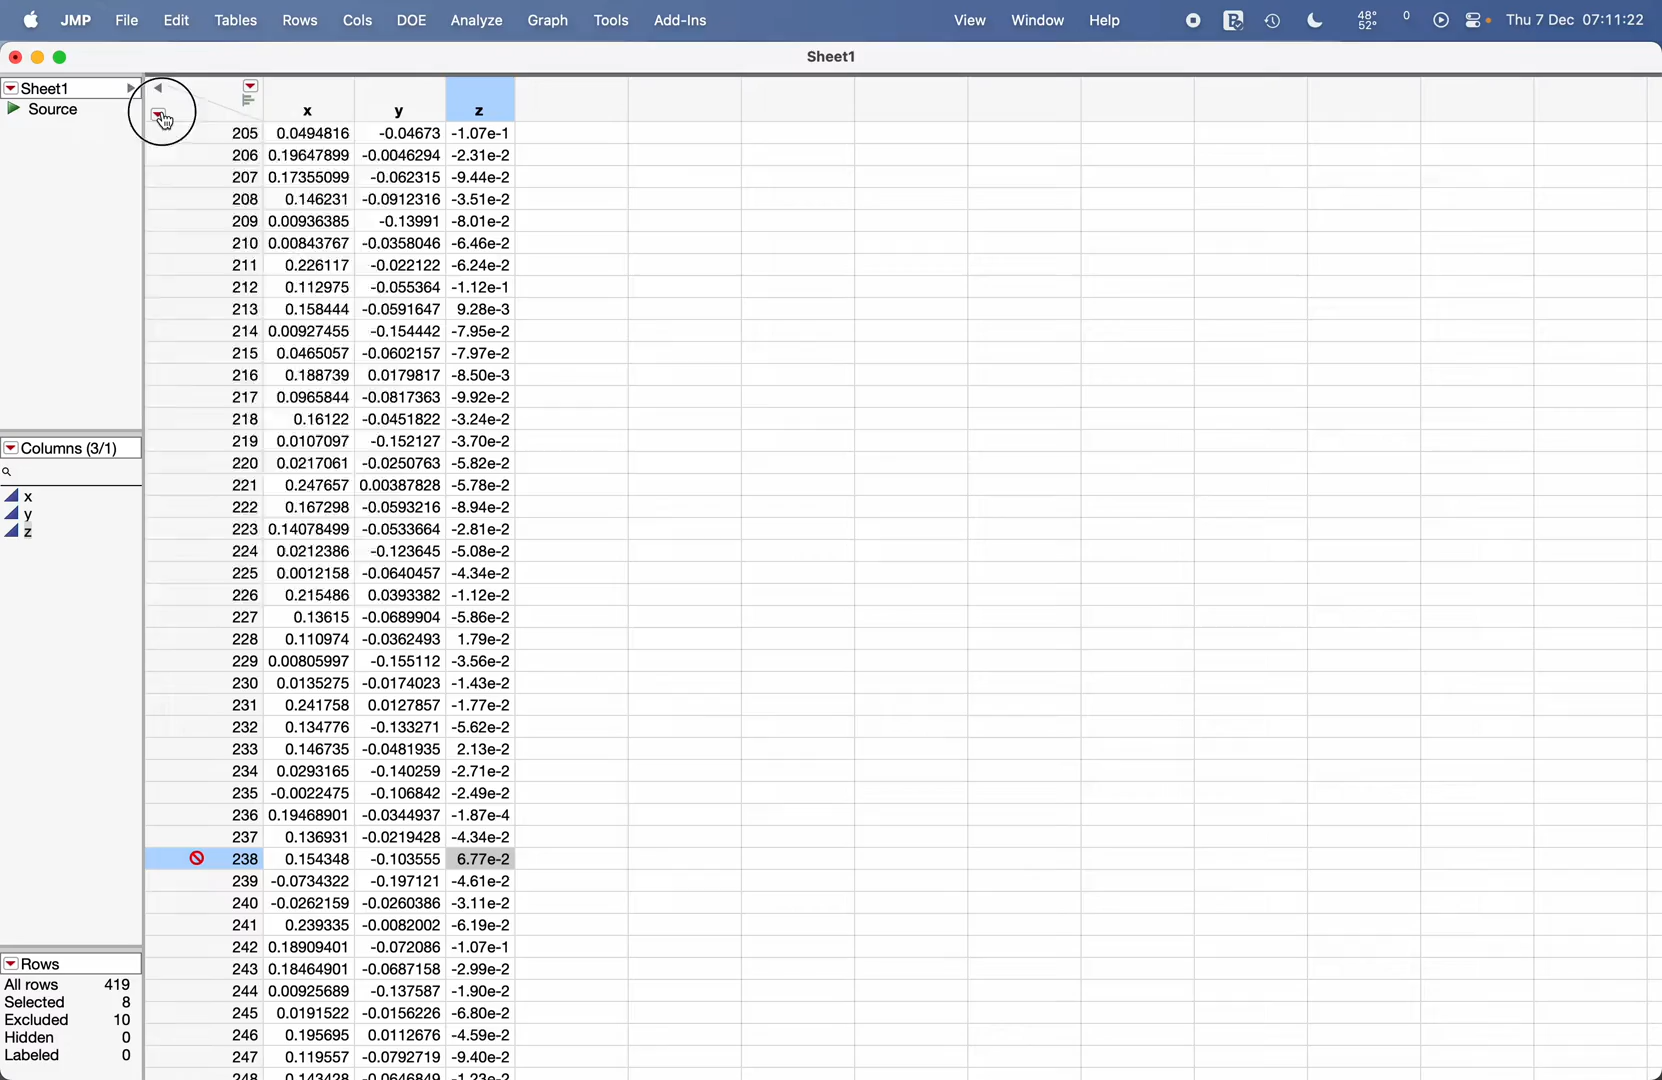 JMP File Edit Tables Rows Cols DOE Analyze Graph Tools Add-Ins View Window Help 48° 52° 0 Thu 7 Dec 07:11:22
Sheet1
Sheet1
Source
x y z
205 0.0494816 -0.04673 -1.07e-1
206 0.19647899 -0.0046294 -2.31e-2
207 0.17355099 -0.062315 -9.44e-2
208 0.146231 -0.0912316 -3.51e-2
209 0.00936385 -0.13991 -8.01e-2
210 0.00843767 -0.0358046 -6.46e-2
211 0.226117 -0.022122 -6.24e-2
212 0.112975 -0.055364 -1.12e-1
213 0.158444 -0.0591647 9.28e-3
214 0.00927455 -0.154442 -7.95e-2
215 0.0465057 -0.0602157 -7.97e-2
216 0.188739 0.0179817 -8.50e-3
217 0.0965844 -0.0817363 -9.92e-2
218 0.16122 -0.0451822 -3.24e-2
219 0.0107097 -0.152127 -3.70e-2
220 0.0217061 -0.0250763 -5.82e-2
221 0.247657 0.00387828 -5.78e-2
222 0.167298 -0.0593216 -8.94e-2
223 0.14078499 -0.0533664 -2.81e-2
224 0.0212386 -0.123645 -5.08e-2
225 0.0012158 -0.0640457 -4.34e-2
226 0.215486 0.0393382 -1.12e-2
227 0.13615 -0.0689904 -5.86e-2
228 0.110974 -0.0362493 1.79e-2
229 0.00805997 -0.155112 -3.56e-2
230 0.0135275 -0.0174023 -1.43e-2
231 0.241758 0.0127857 -1.77e-2
232 0.134776 -0.133271 -5.62e-2
233 0.146735 -0.0481935 2.13e-2
234 0.0293165 -0.140259 -2.71e-2
235 -0.0022475 -0.106842 -2.49e-2
236 0.19468901 -0.0344937 -1.87e-4
237 0.136931 -0.0219428 -4.34e-2
238 0.154348 -0.103555 6.77e-2
239 -0.0734322 -0.197121 -4.61e-2
240 -0.0262159 -0.0260386 -3.11e-2
241 0.239335 -0.0082002 -6.19e-2
242 0.18909401 -0.072086 -1.07e-1
243 0.18464901 -0.0687158 -2.99e-2
244 0.00925689 -0.137587 -1.90e-2
245 0.0191522 -0.0156226 -6.80e-2
246 0.195695 0.0112676 -4.59e-2
247 0.119557 -0.0792719 -9.40e-2
248 0.143428 -0.0646849 -1.23e-2
Columns (3/1)
x
y
z
Rows
All rows 419
Selected 8
Excluded 10
Hidden 0
Labeled 0